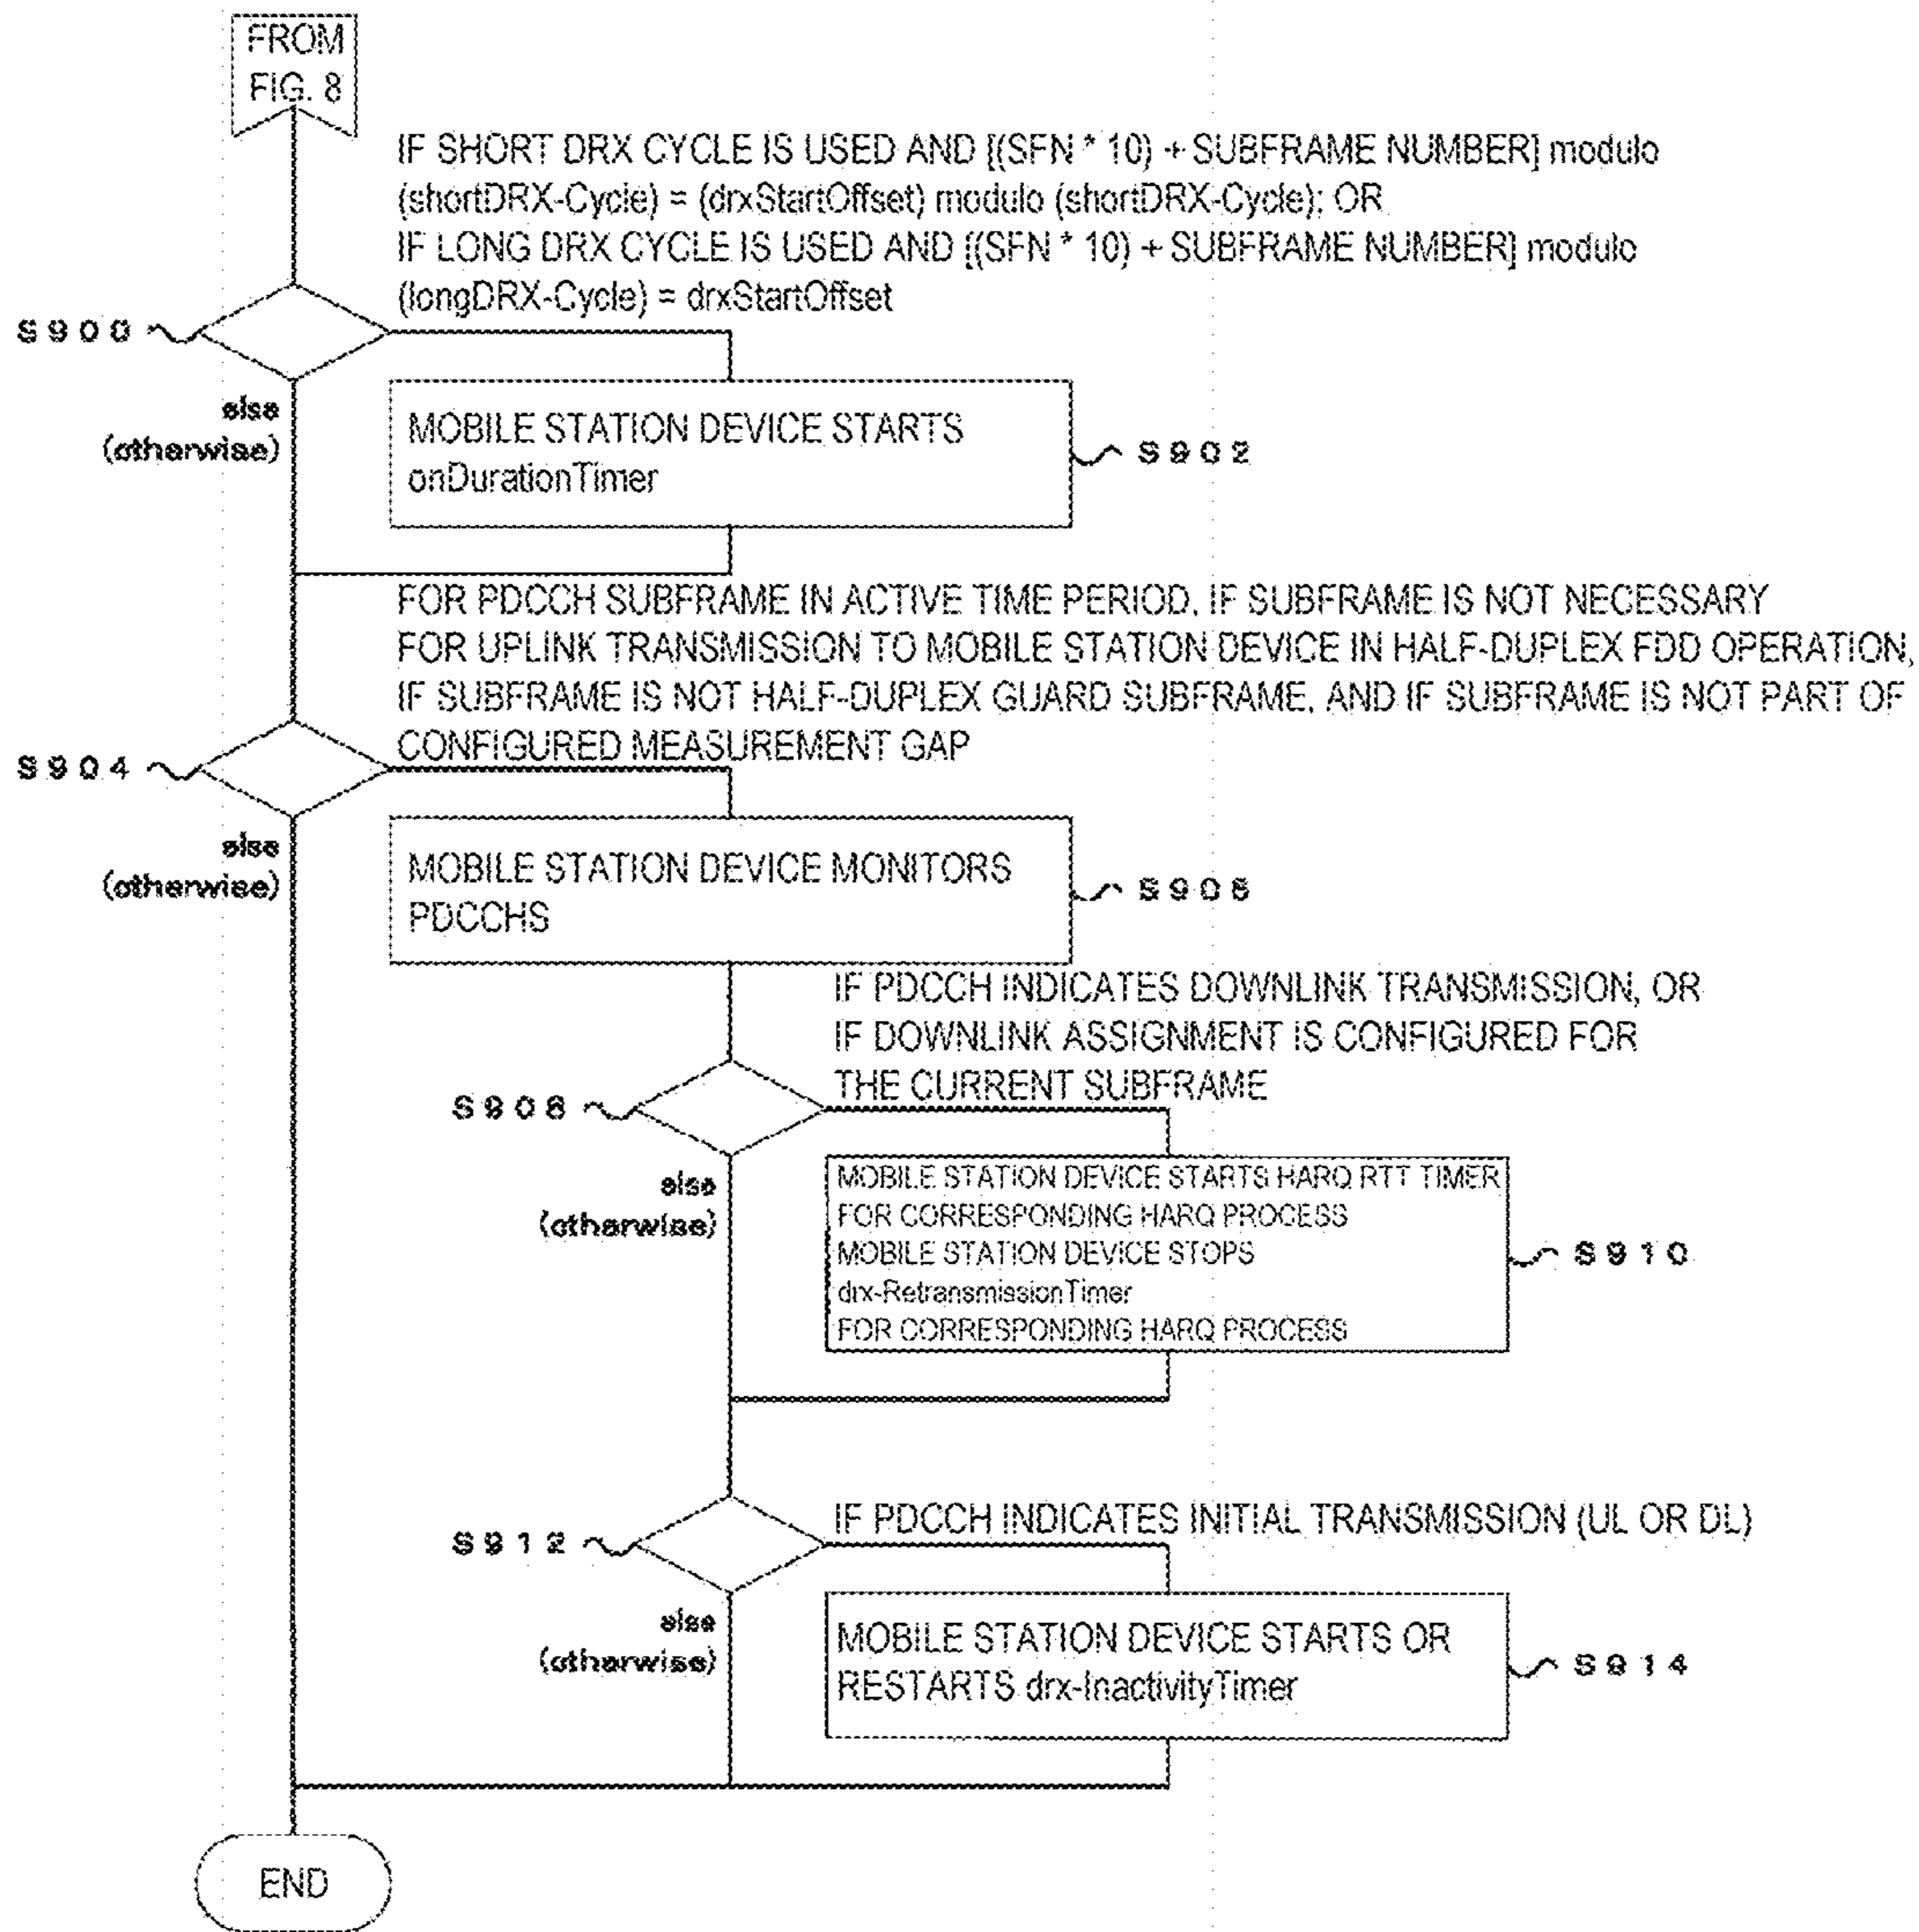 FROM
FIG. 8
IF SHORT DRX CYCLE IS USED AND [(SFN * 10) + SUBFRAME NUMBER] modulo
(shortDRX-Cycle) = (drxStartOffset) modulo (shortDRX-Cycle); OR
IF LONG DRX CYCLE IS USED AND [(SFN * 10) + SUBFRAME NUMBER] modulo
(longDRX-Cycle) = drxStartOffset
S900
else
(otherwise)
MOBILE STATION DEVICE STARTS
onDurationTimer
S902
FOR PDCCH SUBFRAME IN ACTIVE TIME PERIOD, IF SUBFRAME IS NOT NECESSARY
FOR UPLINK TRANSMISSION TO MOBILE STATION DEVICE IN HALF-DUPLEX FDD OPERATION,
IF SUBFRAME IS NOT HALF-DUPLEX GUARD SUBFRAME, AND IF SUBFRAME IS NOT PART OF
CONFIGURED MEASUREMENT GAP
S904
else
(otherwise)
MOBILE STATION DEVICE MONITORS
PDCCHS
S906
IF PDCCH INDICATES DOWNLINK TRANSMISSION, OR
IF DOWNLINK ASSIGNMENT IS CONFIGURED FOR
THE CURRENT SUBFRAME
S908
else
(otherwise)
MOBILE STATION DEVICE STARTS HARQ RTT TIMER
FOR CORRESPONDING HARQ PROCESS
MOBILE STATION DEVICE STOPS
drx-RetransmissionTimer
FOR CORRESPONDING HARQ PROCESS
S910
IF PDCCH INDICATES INITIAL TRANSMISSION (UL OR DL)
S912
else
(otherwise)
MOBILE STATION DEVICE STARTS OR
RESTARTS drx-InactivityTimer
S914
END